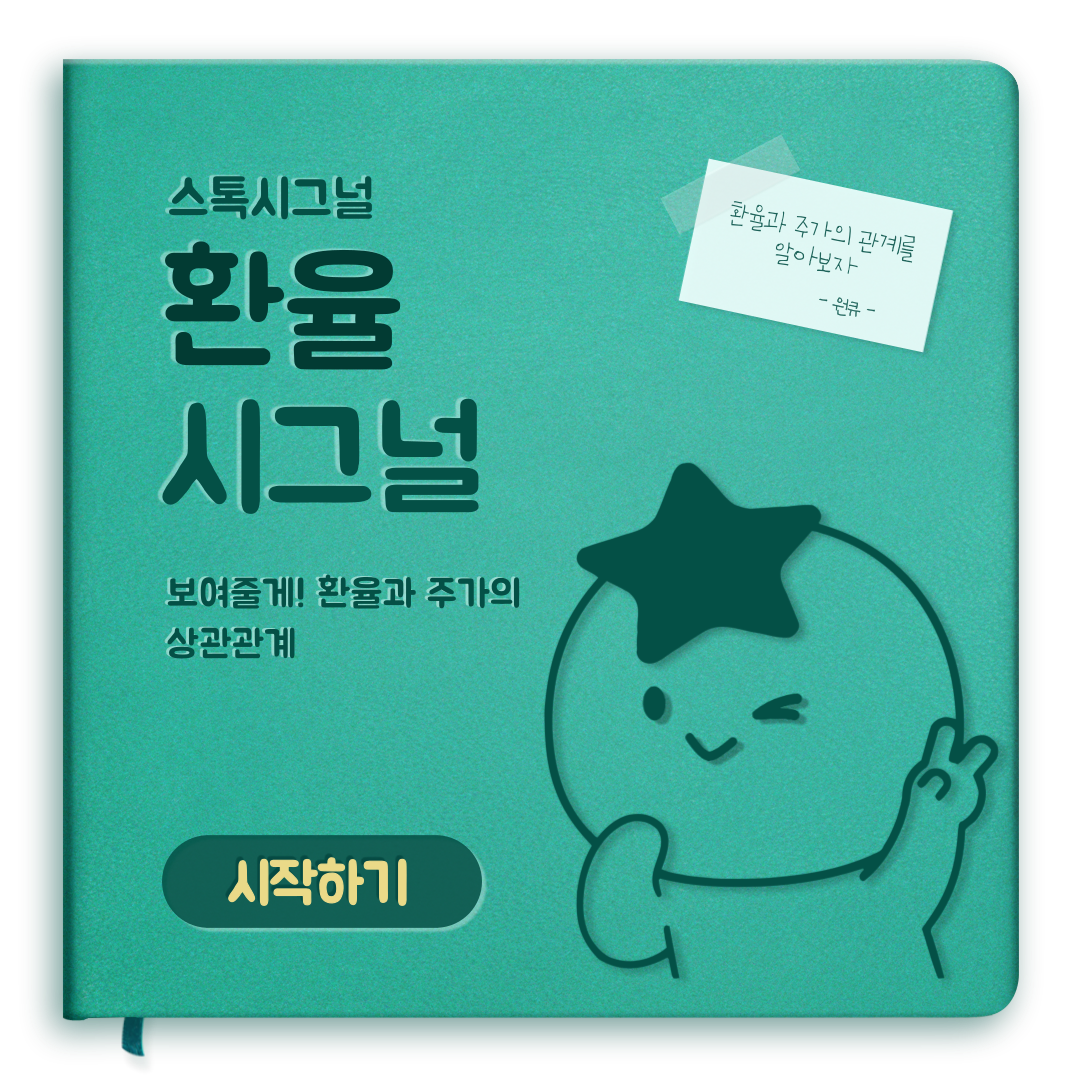 스톡시그널
환율
시그널
환율과 주가의 관계를
알아보자
- 원큐 -
보여줄게! 환율과 주가의
상관관계
시작하기